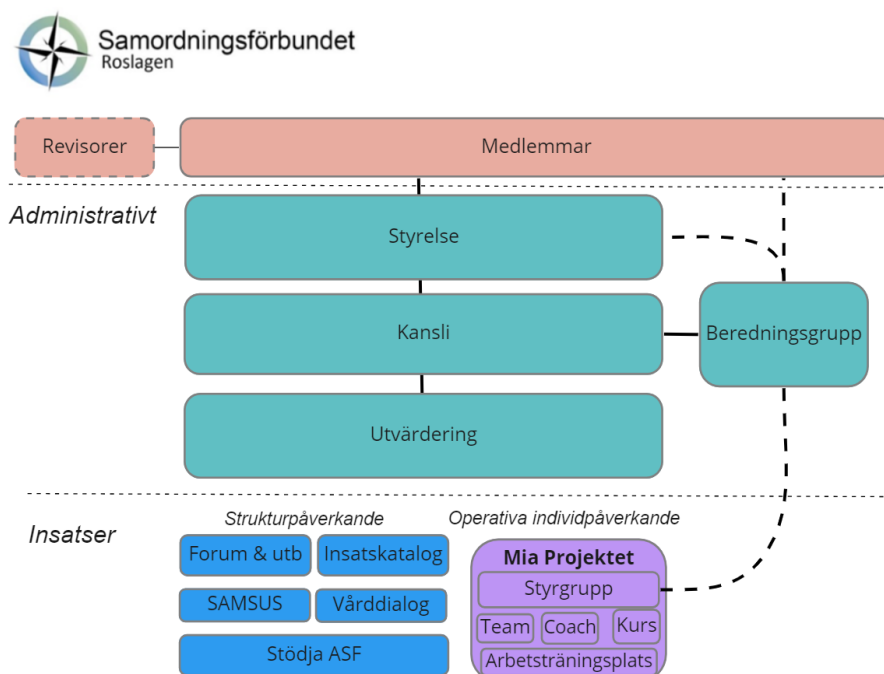 Samordningsförbundet
Roslagen
Revisorer
Medlemmar
Administrativt
Styrelse
Kansli
Beredningsgrupp
Utvärdering
Insatser
Strukturpåverkande
Operativa individpåverkande
Forum & utb
Insatskatalog
SAMSUS
Vårddialog
Stödja ASF
Mia Projektet
Styrgrupp
Team
Coach
Kurs
Arbetsträningsplats